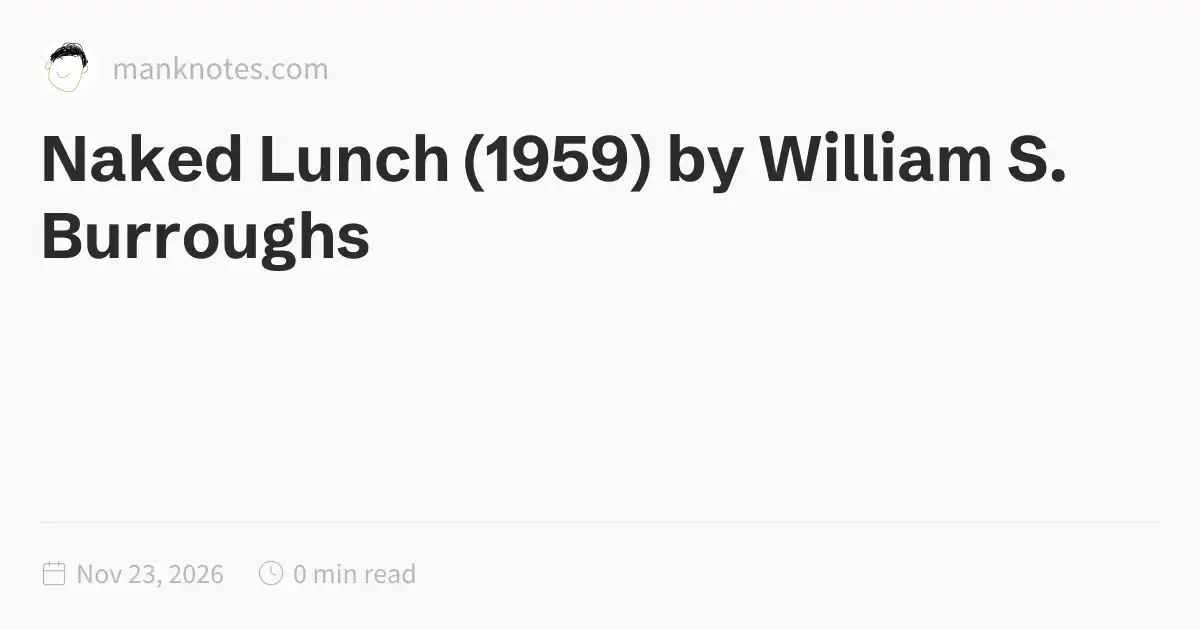 manknotes.com
Naked Lunch (1959) by William S.
Burroughs
Nov 23, 2026 0 min read